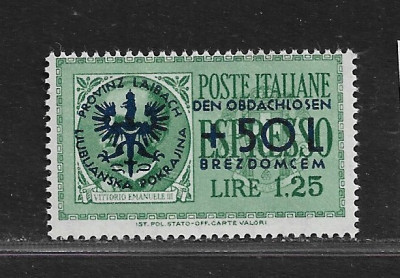 POSTE ITALIANE
PROVINZ LAIBACH
LJUBLJANSKA POKRAJINA
DEN OBDACHLOSEN
ESPRESSO
+50 L
BREZDOMCEM
VITTORIO EMANUELE III
LIRE 1.25
IST. POL. STATO-OFF. CARTE VALORI